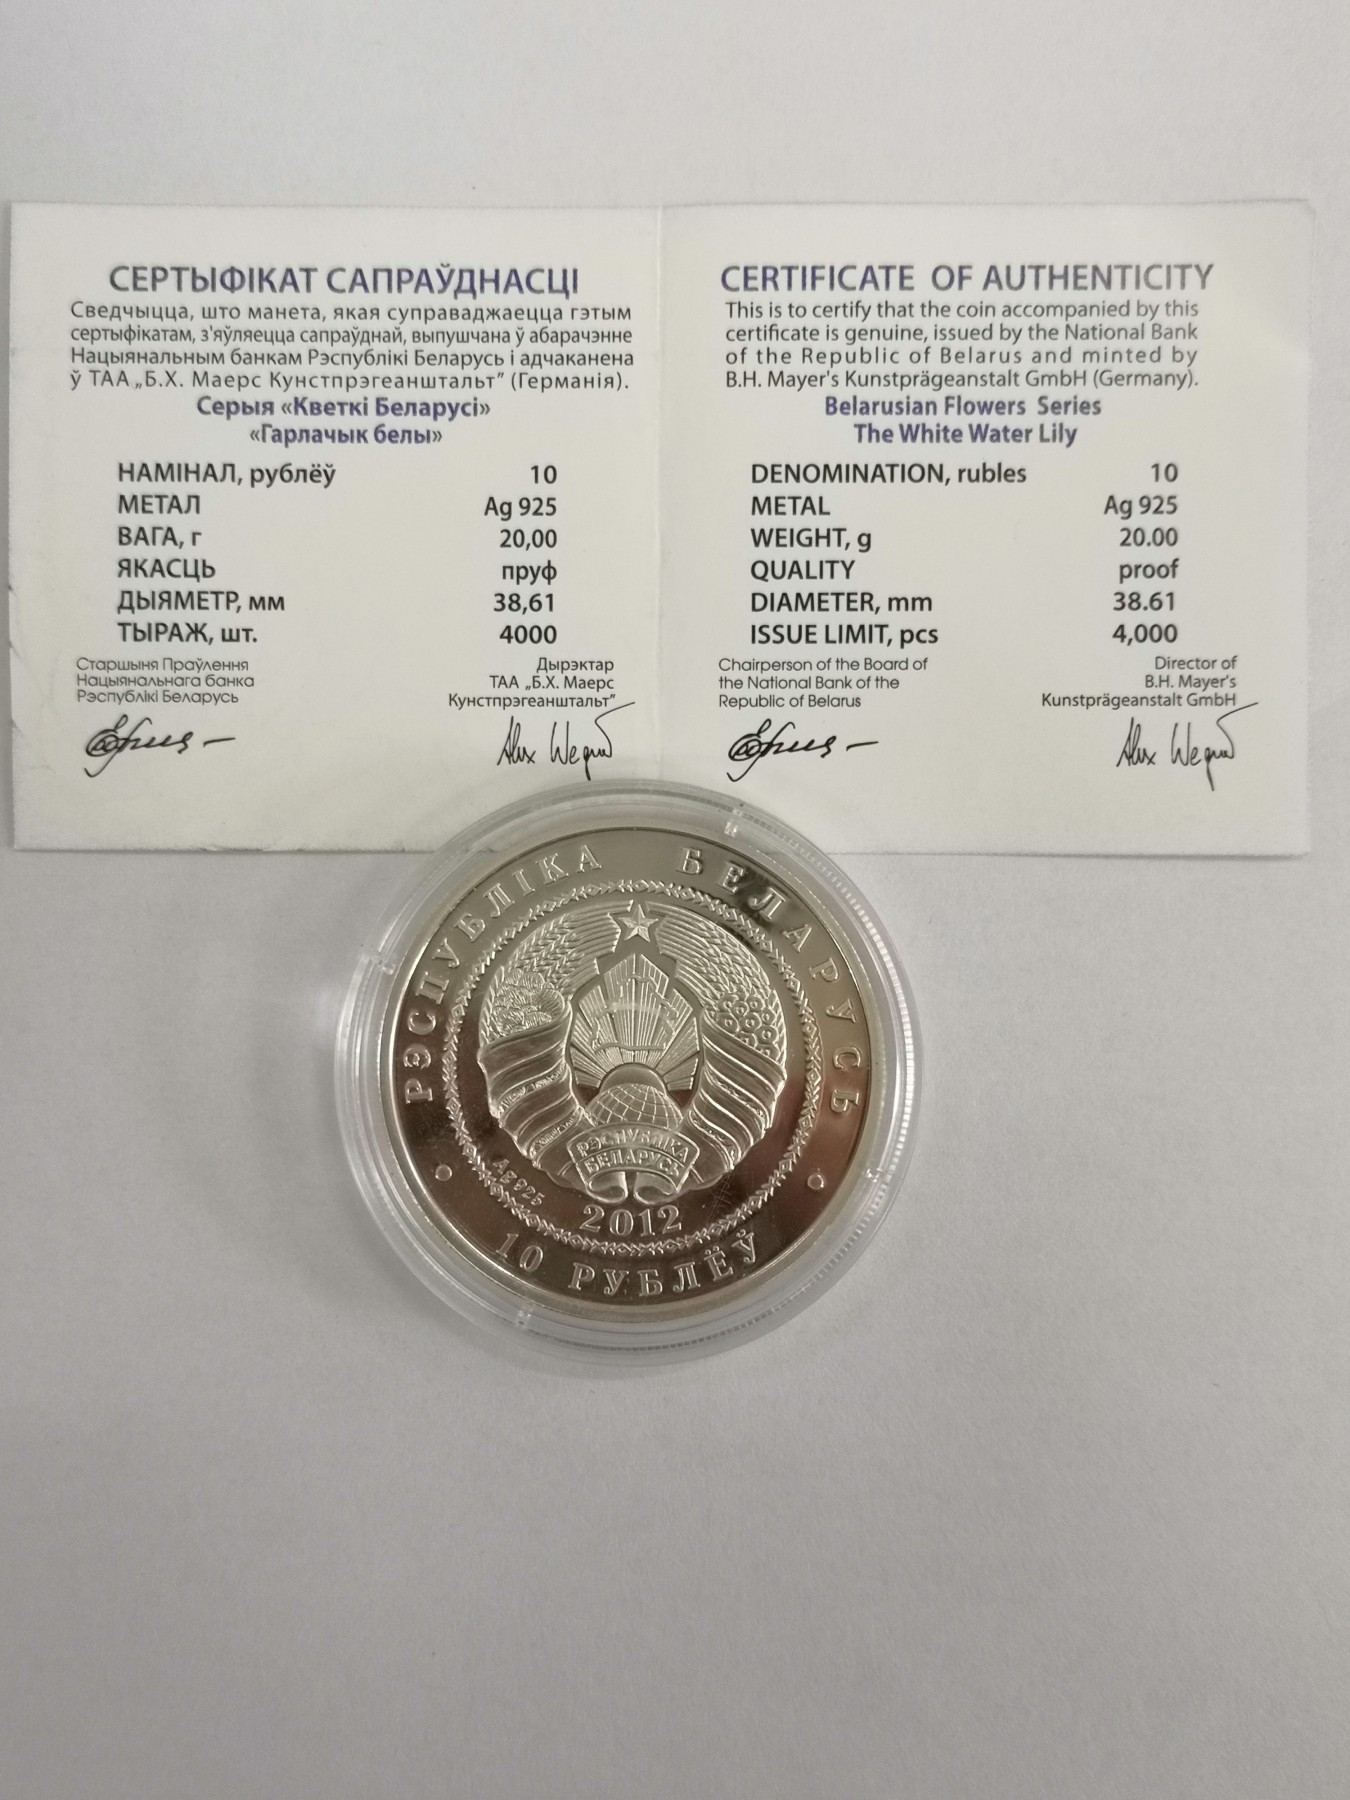 СЕРТЫФІКАТ САПРАЎДНАСЦІ
Сведчыцца, што манета, якая суправаджаецца гэтым
сертыфікатам, з'яўляецца сапраўднай, выпушчана ў абарачэнне
Нацыянальным банкам Рэспублікі Беларусь і адчаканена
ў ТАА „Б.Х. Маерс Кунстпрэгеанштальт" (Германія).
Серыя «Кветкі Беларусі»
«Гарлачык белы»
НАМІНАЛ, рублёў 10
МЕТАЛ Ag 925
ВАГА, г 20,00
ЯКАСЦЬ пруф
ДЫЯМЕТР, мм 38,61
ТЫРАЖ, шт. 4000
Старшыня Праўлення
Нацыянальнага банка
Рэспублікі Беларусь
Дырэктар
ТАА „Б.Х. Маерс
Кунстпрэгеанштальт"
CERTIFICATE OF AUTHENTICITY
This is to certify that the coin accompanied by this
certificate is genuine, issued by the National Bank
of the Republic of Belarus and minted by
B.H. Mayer's Kunstprägeanstalt GmbH (Germany).
Belarusian Flowers Series
The White Water Lily
DENOMINATION, rubles 10
METAL Ag 925
WEIGHT, g 20.00
QUALITY proof
DIAMETER, mm 38.61
ISSUE LIMIT, pcs 4,000
Chairperson of the Board of
the National Bank of the
Republic of Belarus
Director of
B.H. Mayer's
Kunstprägeanstalt GmbH
РЭСПУБЛІКА БЕЛАРУСЬ
РЭСПУБЛІКА
БЕЛАРУСЬ
Ag 925
2012
10 РУБЛЁЎ